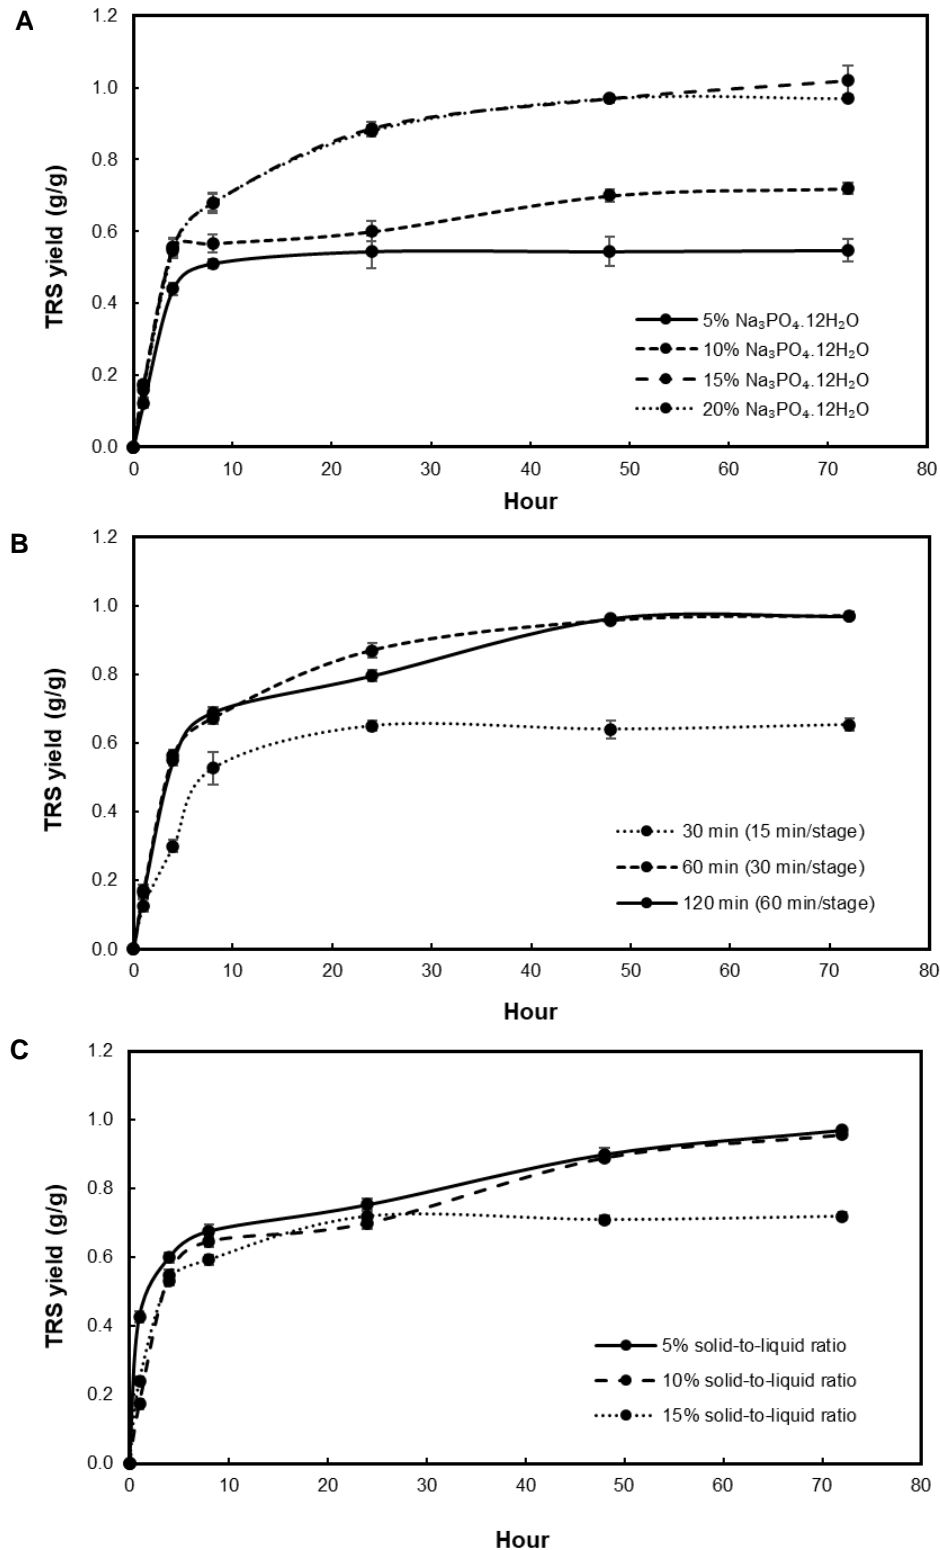 A
1.2
1.0
0.8
0.6
0.4
0.2
0.0
TRS yield (g/g)
5% Na₃PO₄.12H₂O
10% Na₃PO₄.12H₂O
15% Na₃PO₄.12H₂O
20% Na₃PO₄.12H₂O
0 10 20 30 40 50 60 70 80
Hour
B
1.2
1.0
0.8
0.6
0.4
0.2
0.0
TRS yield (g/g)
30 min (15 min/stage)
60 min (30 min/stage)
120 min (60 min/stage)
0 10 20 30 40 50 60 70 80
Hour
C
1.2
1.0
0.8
0.6
0.4
0.2
0.0
TRS yield (g/g)
5% solid-to-liquid ratio
10% solid-to-liquid ratio
15% solid-to-liquid ratio
0 10 20 30 40 50 60 70 80
Hour